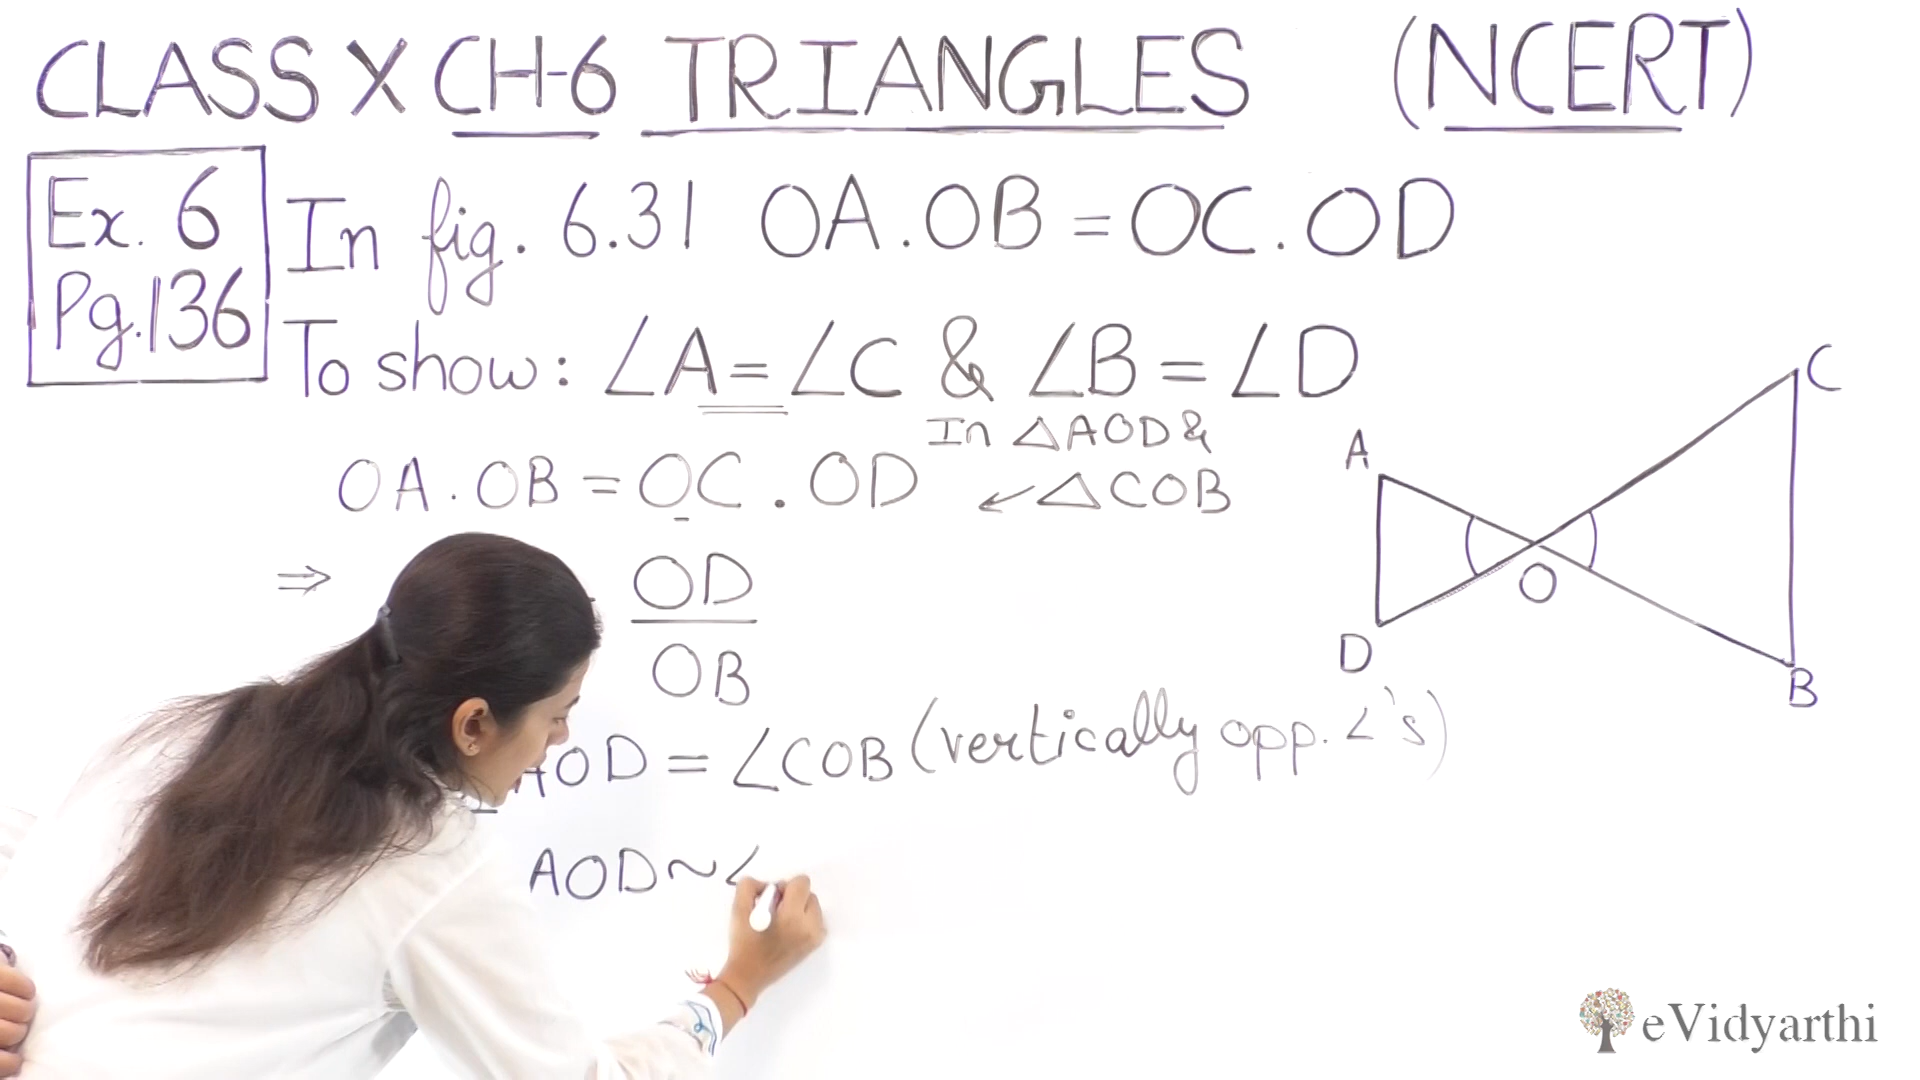 CLASS X CH-6 TRIANGLES (NCERT)
Ex. 6
Pg.136
In fig. 6.31 OA.OB = OC.OD
To show: ∠A = ∠C & ∠B = ∠D
In △AOD &
△COB
OA.OB = OC.OD
⇒ OD
OB
AOD = ∠COB (vertically opp. ∠'s)
AOD ~
A
C
O
D
B
eVidyarthi